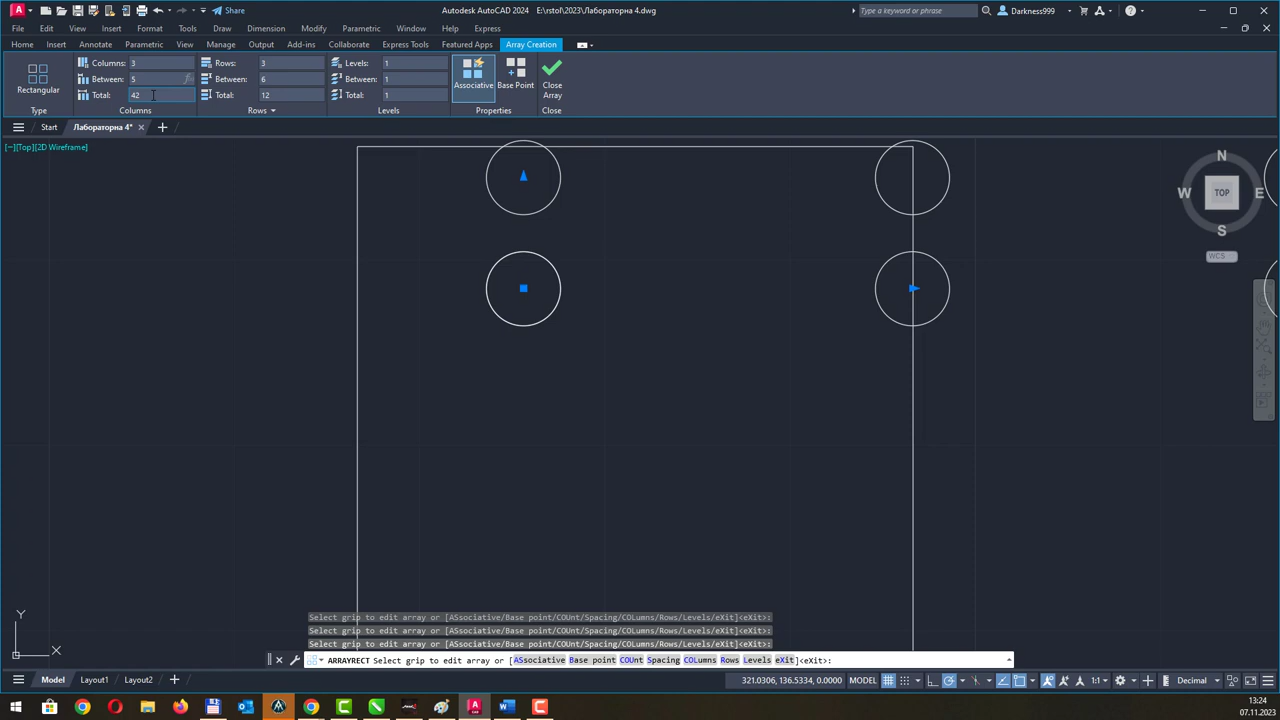 Share
Autodesk AutoCAD 2024 E:\rstof\2023\Лабораторна 4.dwg
Type a keyword or phrase
Darkness999
File Edit View Insert Format Tools Draw Dimension Modify Parametric Window Help Express
Home Insert Annotate Parametric View Manage Output Add-ins Collaborate Express Tools Featured Apps Array Creation
Columns: 3 Rows: 3 Levels: 1
Between: 5 Between: 6 Between: 1
Total: 42 Total: 12 Total: 1
Rectangular
Associative Base Point Close Array
Type Columns Rows Levels Properties Close
Start Лабораторна 4*
[−][Top][2D Wireframe]
N
W TOP E
S
WCS
Y
X
Select grip to edit array or [ASsociative/Base point/COUnt/Spacing/COLumns/Rows/Levels/eXit]<eXit>:
Select grip to edit array or [ASsociative/Base point/COUnt/Spacing/COLumns/Rows/Levels/eXit]<eXit>:
Select grip to edit array or [ASsociative/Base point/COUnt/Spacing/COLumns/Rows/Levels/eXit]<eXit>:
ARRAYRECT Select grip to edit array or [ASsociative Base point COUnt Spacing COLumns Rows Levels eXit]<eXit>:
Model Layout1 Layout2
321.0306, 136.5334, 0.0000 MODEL 1:1 Decimal
13:24
07.11.2023